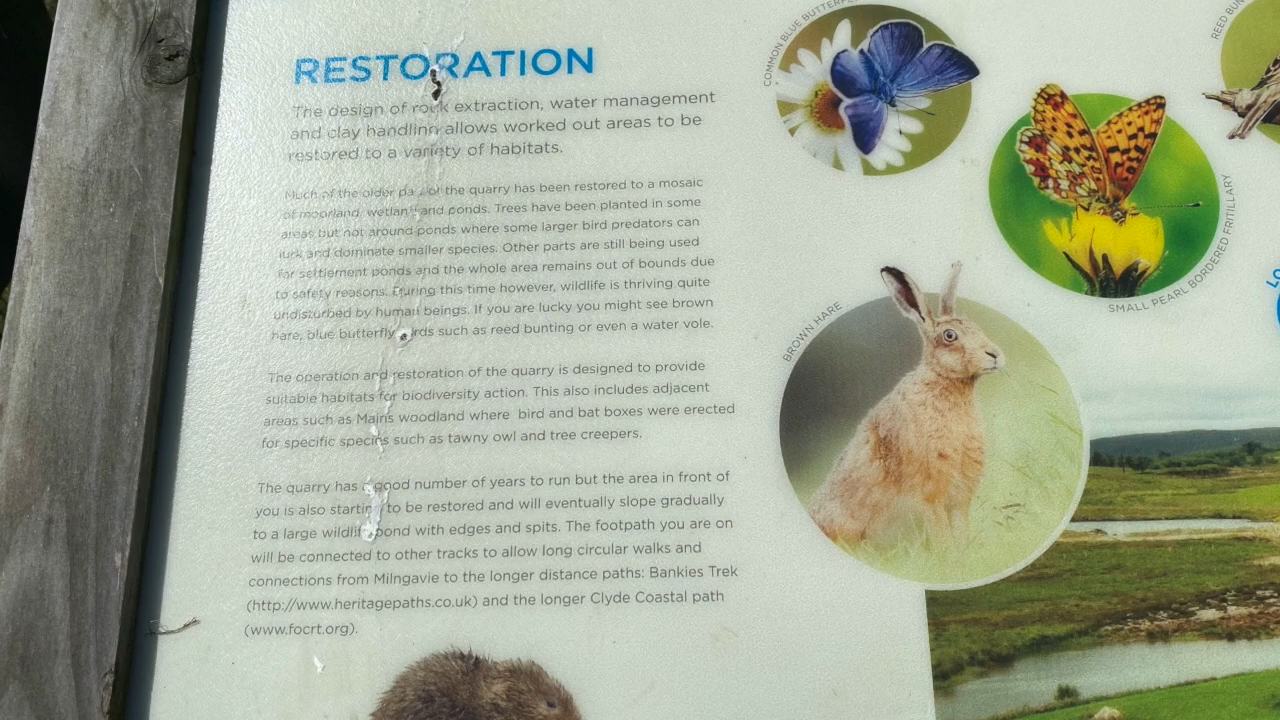 RESTORATION
The design of rock extraction, water management
and clay handling allows worked out areas to be
restored to a variety of habitats.
Much of the older pa of the quarry has been restored to a mosaic
of moorland, wetland and ponds. Trees have been planted in some
areas but not around ponds where some larger bird predators can
lurk and dominate smaller species. Other parts are still being used
for settlement ponds and the whole area remains out of bounds due
to safety reasons. During this time however, wildlife is thriving quite
undisturbed by human beings. If you are lucky you might see brown
hare, blue butterfly rds such as reed bunting or even a water vole.
The operation and restoration of the quarry is designed to provide
suitable habitats for biodiversity action. This also includes adjacent
areas such as Mains woodland where bird and bat boxes were erected
for specific species such as tawny owl and tree creepers.
The quarry has a good number of years to run but the area in front of
you is also starting to be restored and will eventually slope gradually
to a large wildlife pond with edges and spits. The footpath you are on
will be connected to other tracks to allow long circular walks and
connections from Milngavie to the longer distance paths: Bankies Trek
(http://www.heritagepaths.co.uk) and the longer Clyde Coastal path
(www.focrt.org).
COMMON BLUE BUTTERFL
REED BUN
SMALL PEARL BORDERED FRITILLARY
BROWN HARE
LO